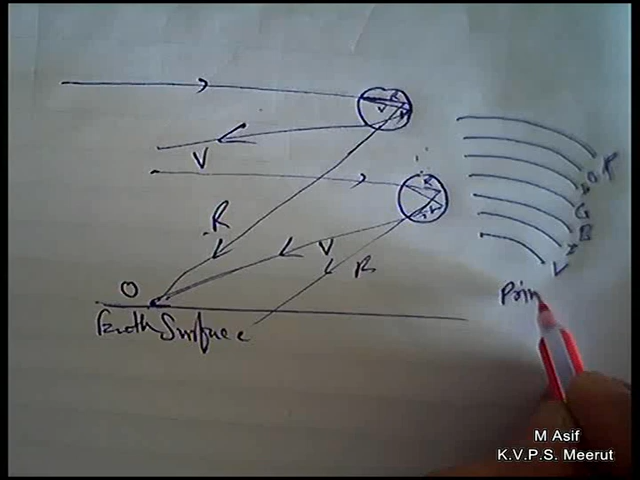 R
V
V
R
O
R
G
B
I
V
R
V
R
O
Earth Surface
Prim
M Asif
K.V.P.S. Meerut